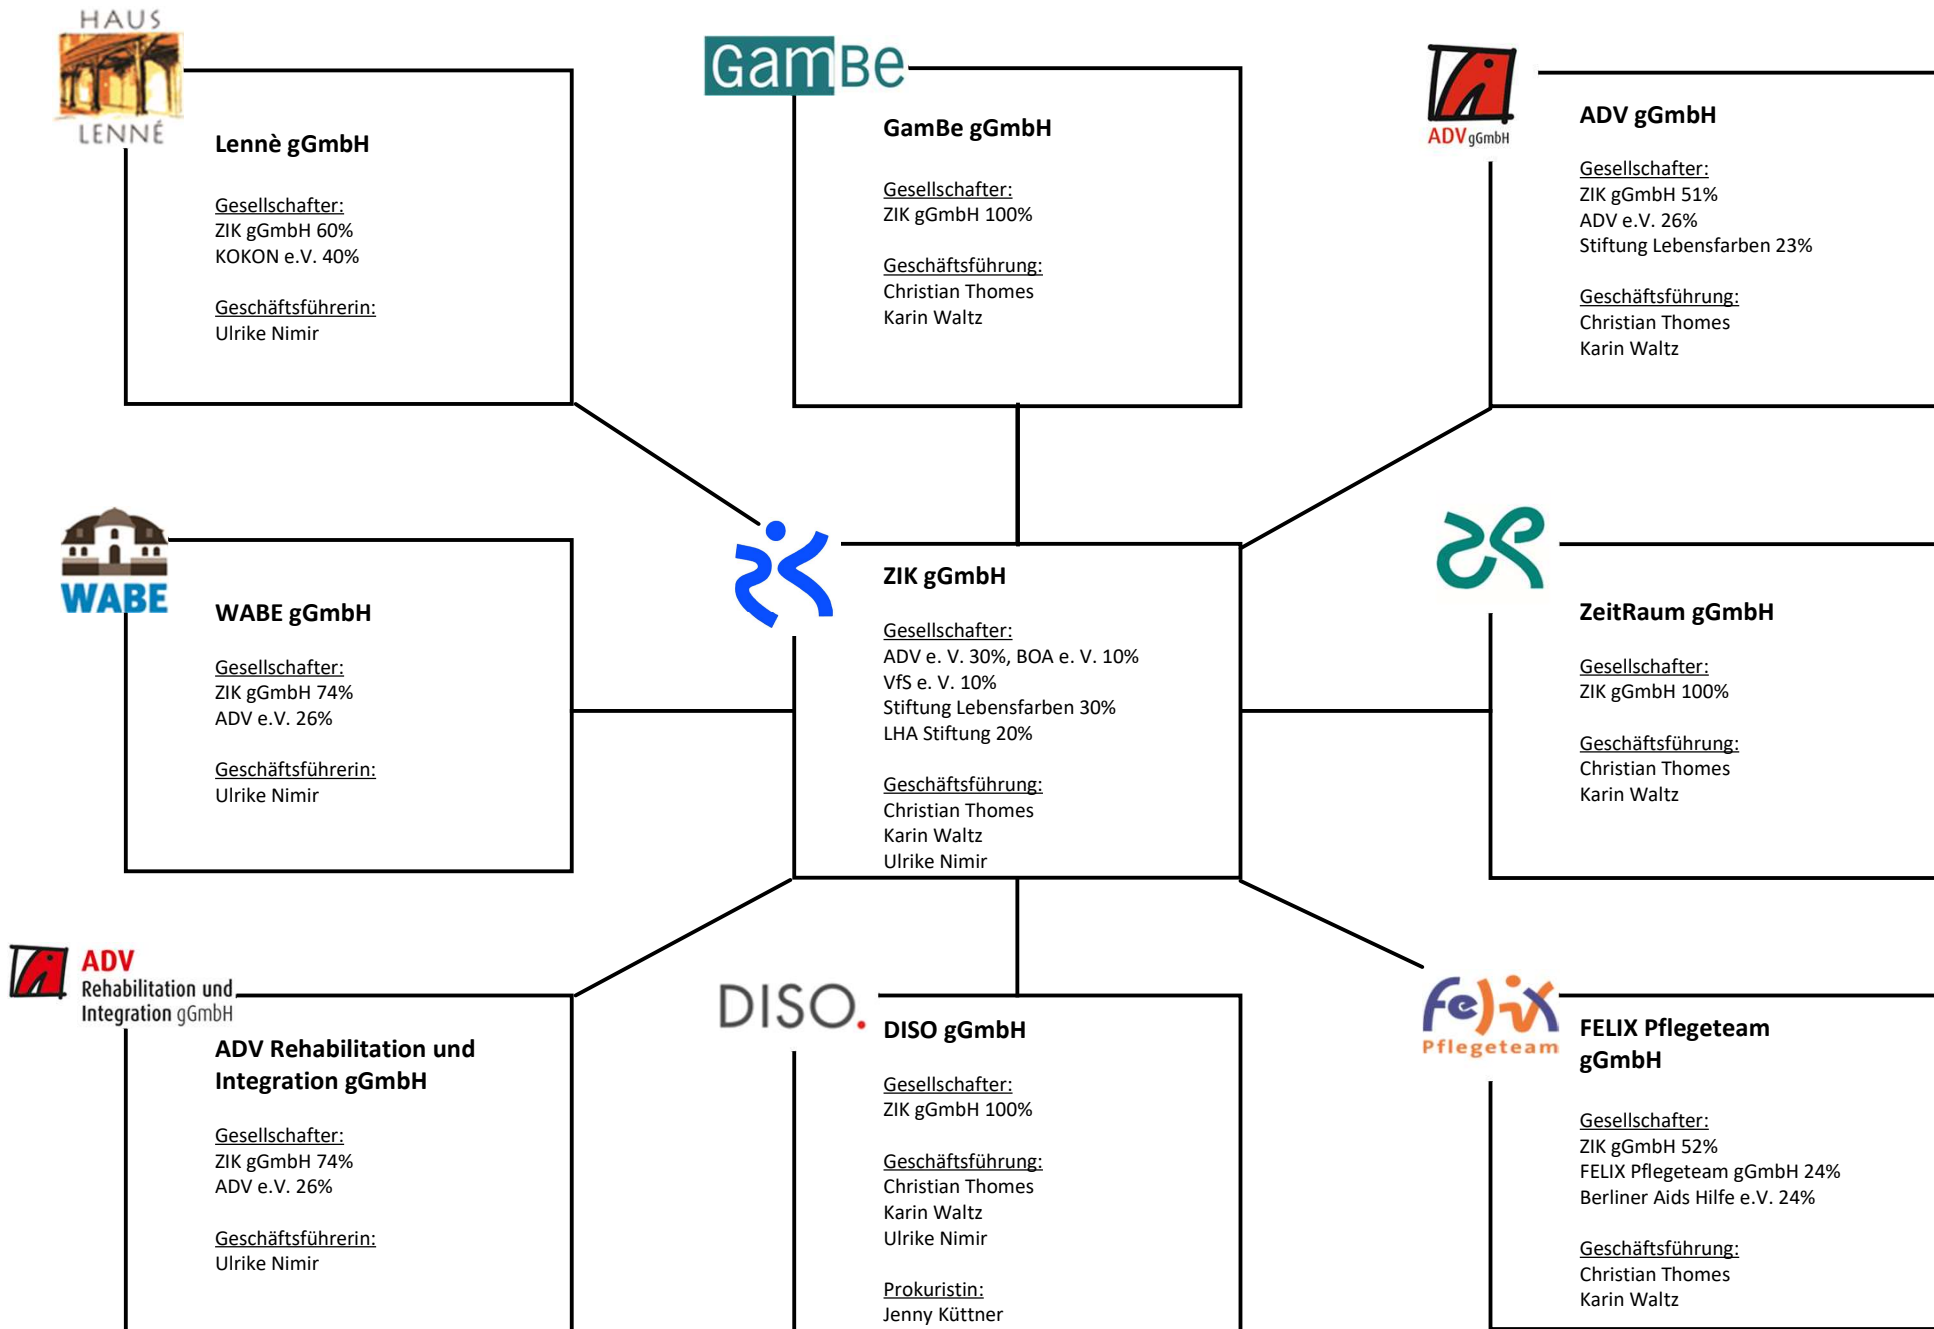 HAUS
LENNÉ
Lennè gGmbH
Gesellschafter:
ZIK gGmbH 60%
KOKON e.V. 40%
Geschäftsführerin:
Ulrike Nimir
GamBe
GamBe gGmbH
Gesellschafter:
ZIK gGmbH 100%
Geschäftsführung:
Christian Thomes
Karin Waltz
ADV gGmbH
ADV gGmbH
Gesellschafter:
ZIK gGmbH 51%
ADV e.V. 26%
Stiftung Lebensfarben 23%
Geschäftsführung:
Christian Thomes
Karin Waltz
WABE
WABE gGmbH
Gesellschafter:
ZIK gGmbH 74%
ADV e.V. 26%
Geschäftsführerin:
Ulrike Nimir
ZIK gGmbH
Gesellschafter:
ADV e. V. 30%, BOA e. V. 10%
VfS e. V. 10%
Stiftung Lebensfarben 30%
LHA Stiftung 20%
Geschäftsführung:
Christian Thomes
Karin Waltz
Ulrike Nimir
ZeitRaum gGmbH
Gesellschafter:
ZIK gGmbH 100%
Geschäftsführung:
Christian Thomes
Karin Waltz
ADV
Rehabilitation und
Integration gGmbH
ADV Rehabilitation und
Integration gGmbH
Gesellschafter:
ZIK gGmbH 74%
ADV e.V. 26%
Geschäftsführerin:
Ulrike Nimir
DISO.
DISO gGmbH
Gesellschafter:
ZIK gGmbH 100%
Geschäftsführung:
Christian Thomes
Karin Waltz
Ulrike Nimir
Prokuristin:
Jenny Küttner
Felix
Pflegeteam
FELIX Pflegeteam
gGmbH
Gesellschafter:
ZIK gGmbH 52%
FELIX Pflegeteam gGmbH 24%
Berliner Aids Hilfe e.V. 24%
Geschäftsführung:
Christian Thomes
Karin Waltz